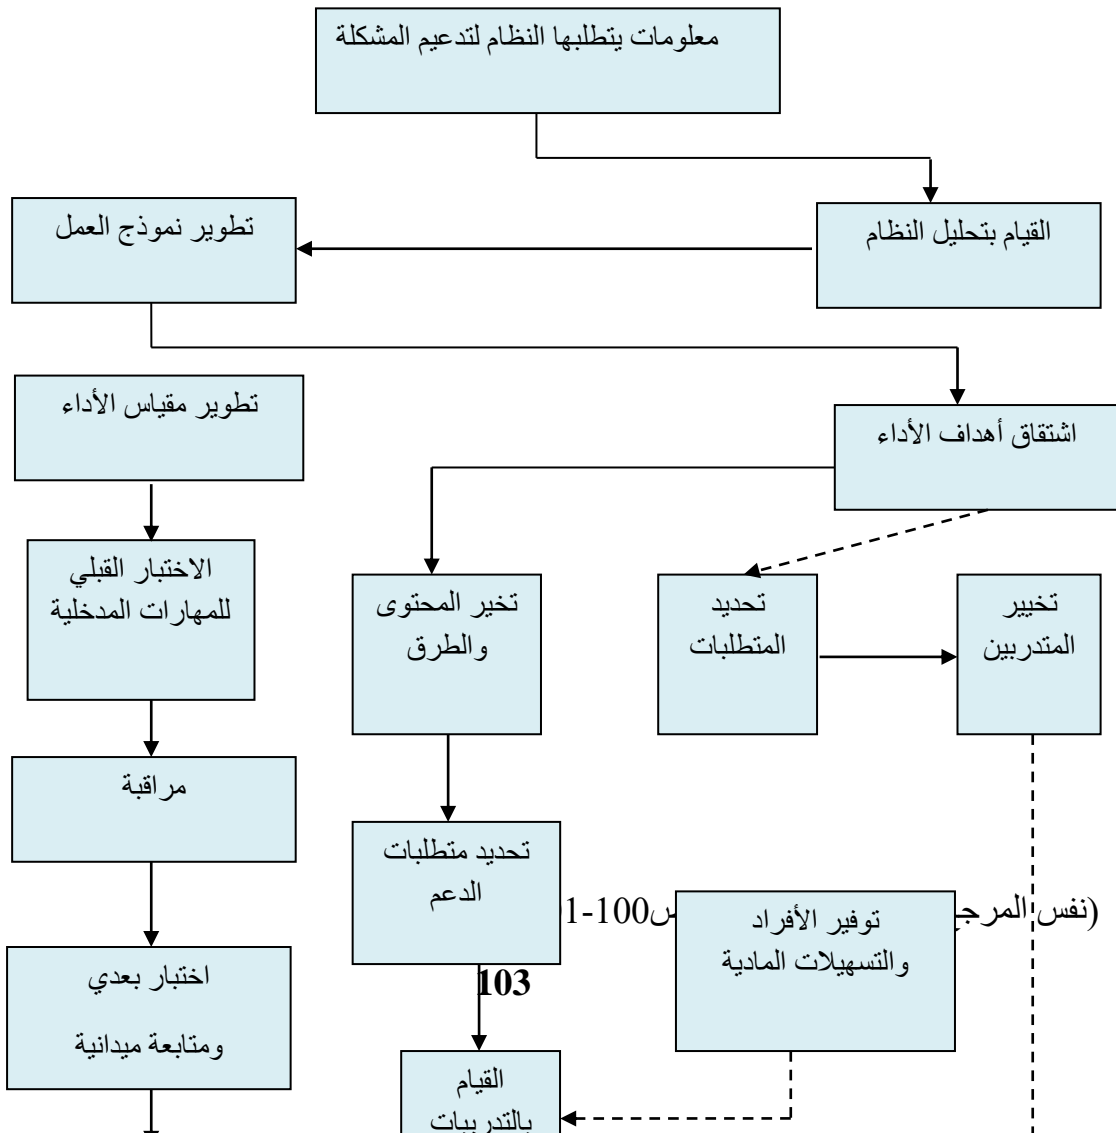 معلومات يتطلبها النظام لتدعيم المشكلة
القيام بتحليل النظام
تطوير نموذج العمل
اشتقاق أهداف الأداء
تطوير مقياس الأداء
الاختبار القبلي
للمهارات المدخلية
تخير المحتوى
والطرق
تحديد
المتطلبات
تخيير
المتدربين
مراقبة
تحديد متطلبات
الدعم
توفير الأفراد
والتسهيلات المادية
(نفس المرجع
ص100-
103
اختبار بعدي
ومتابعة ميدانية
القيام
بالتدريبات